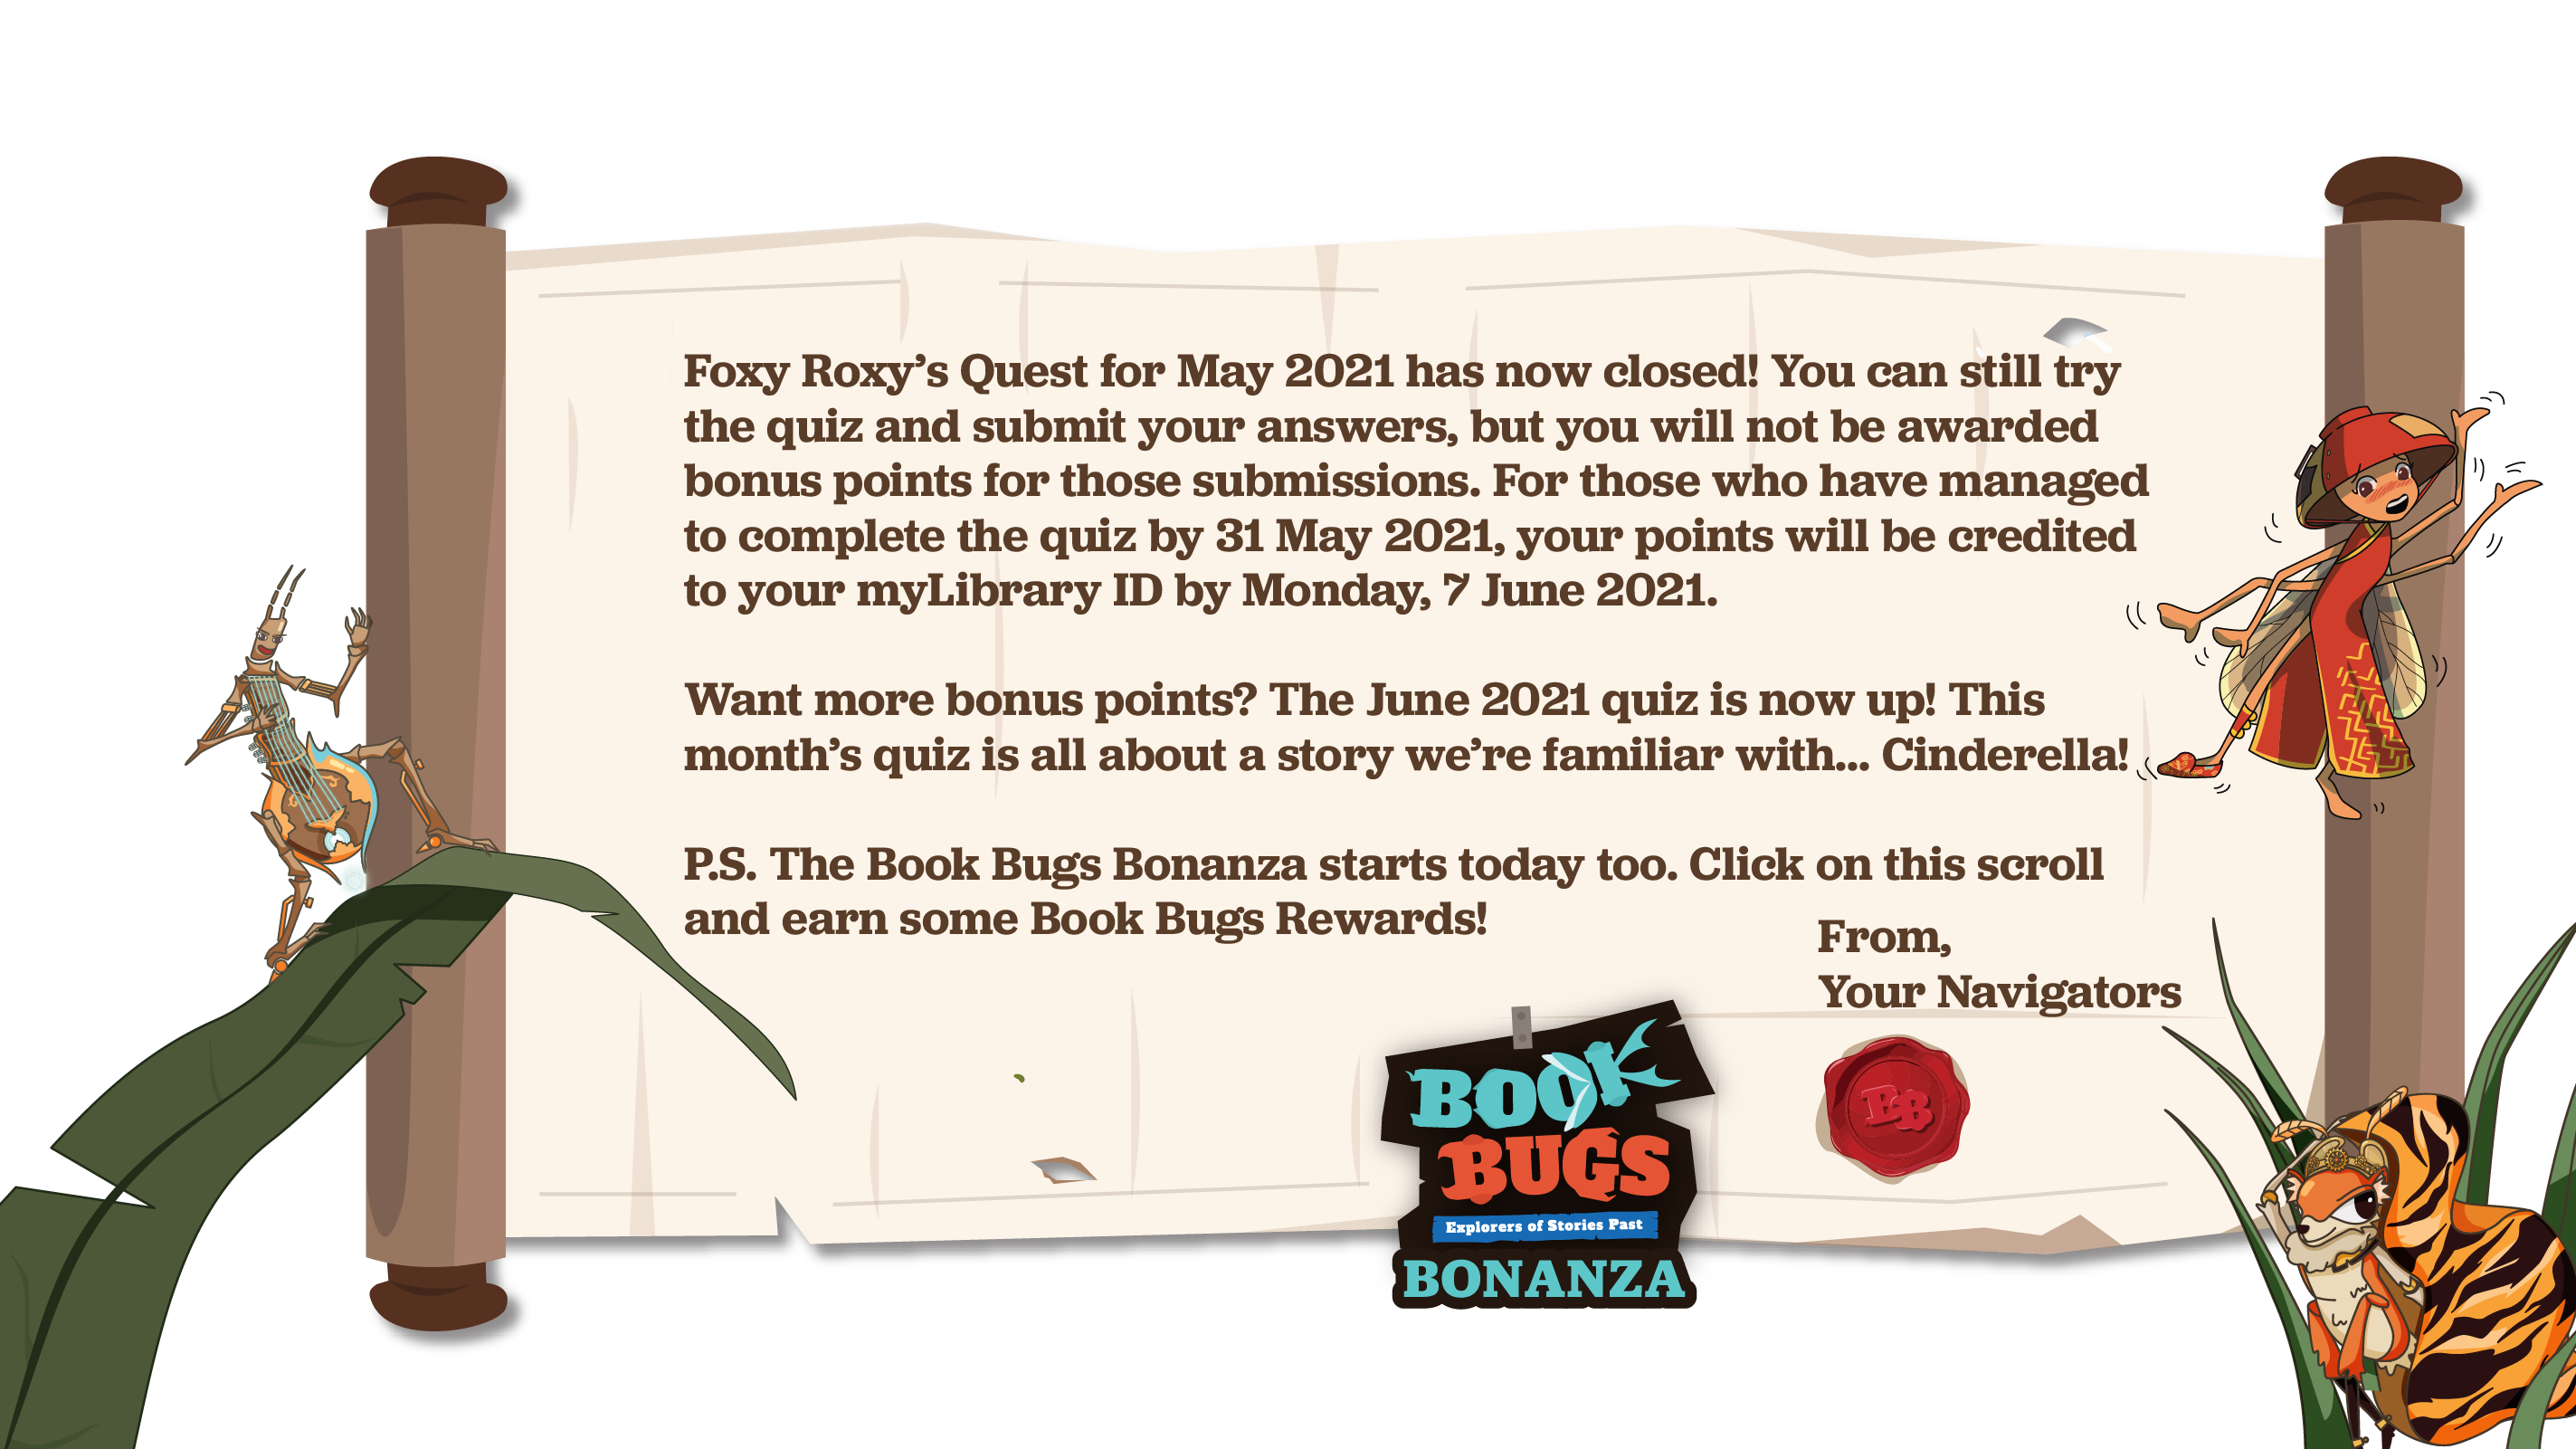 Foxy Roxy's Quest for May 2021 has now closed! You can still try
the quiz and submit your answers, but you will not be awarded
bonus points for those submissions. For those who have managed
to complete the quiz by 31 May 2021, your points will be credited
to your myLibrary ID by Monday, 7 June 2021.
Want more bonus points? The June 2021 quiz is now up! This
month's quiz is all about a story we're familiar with... Cinderella!
P.S. The Book Bugs Bonanza starts today too. Click on this scroll
and earn some Book Bugs Rewards!
From,
Your Navigators
BOOK
BUGS
Explorers of Stories Past
BONANZA
BB